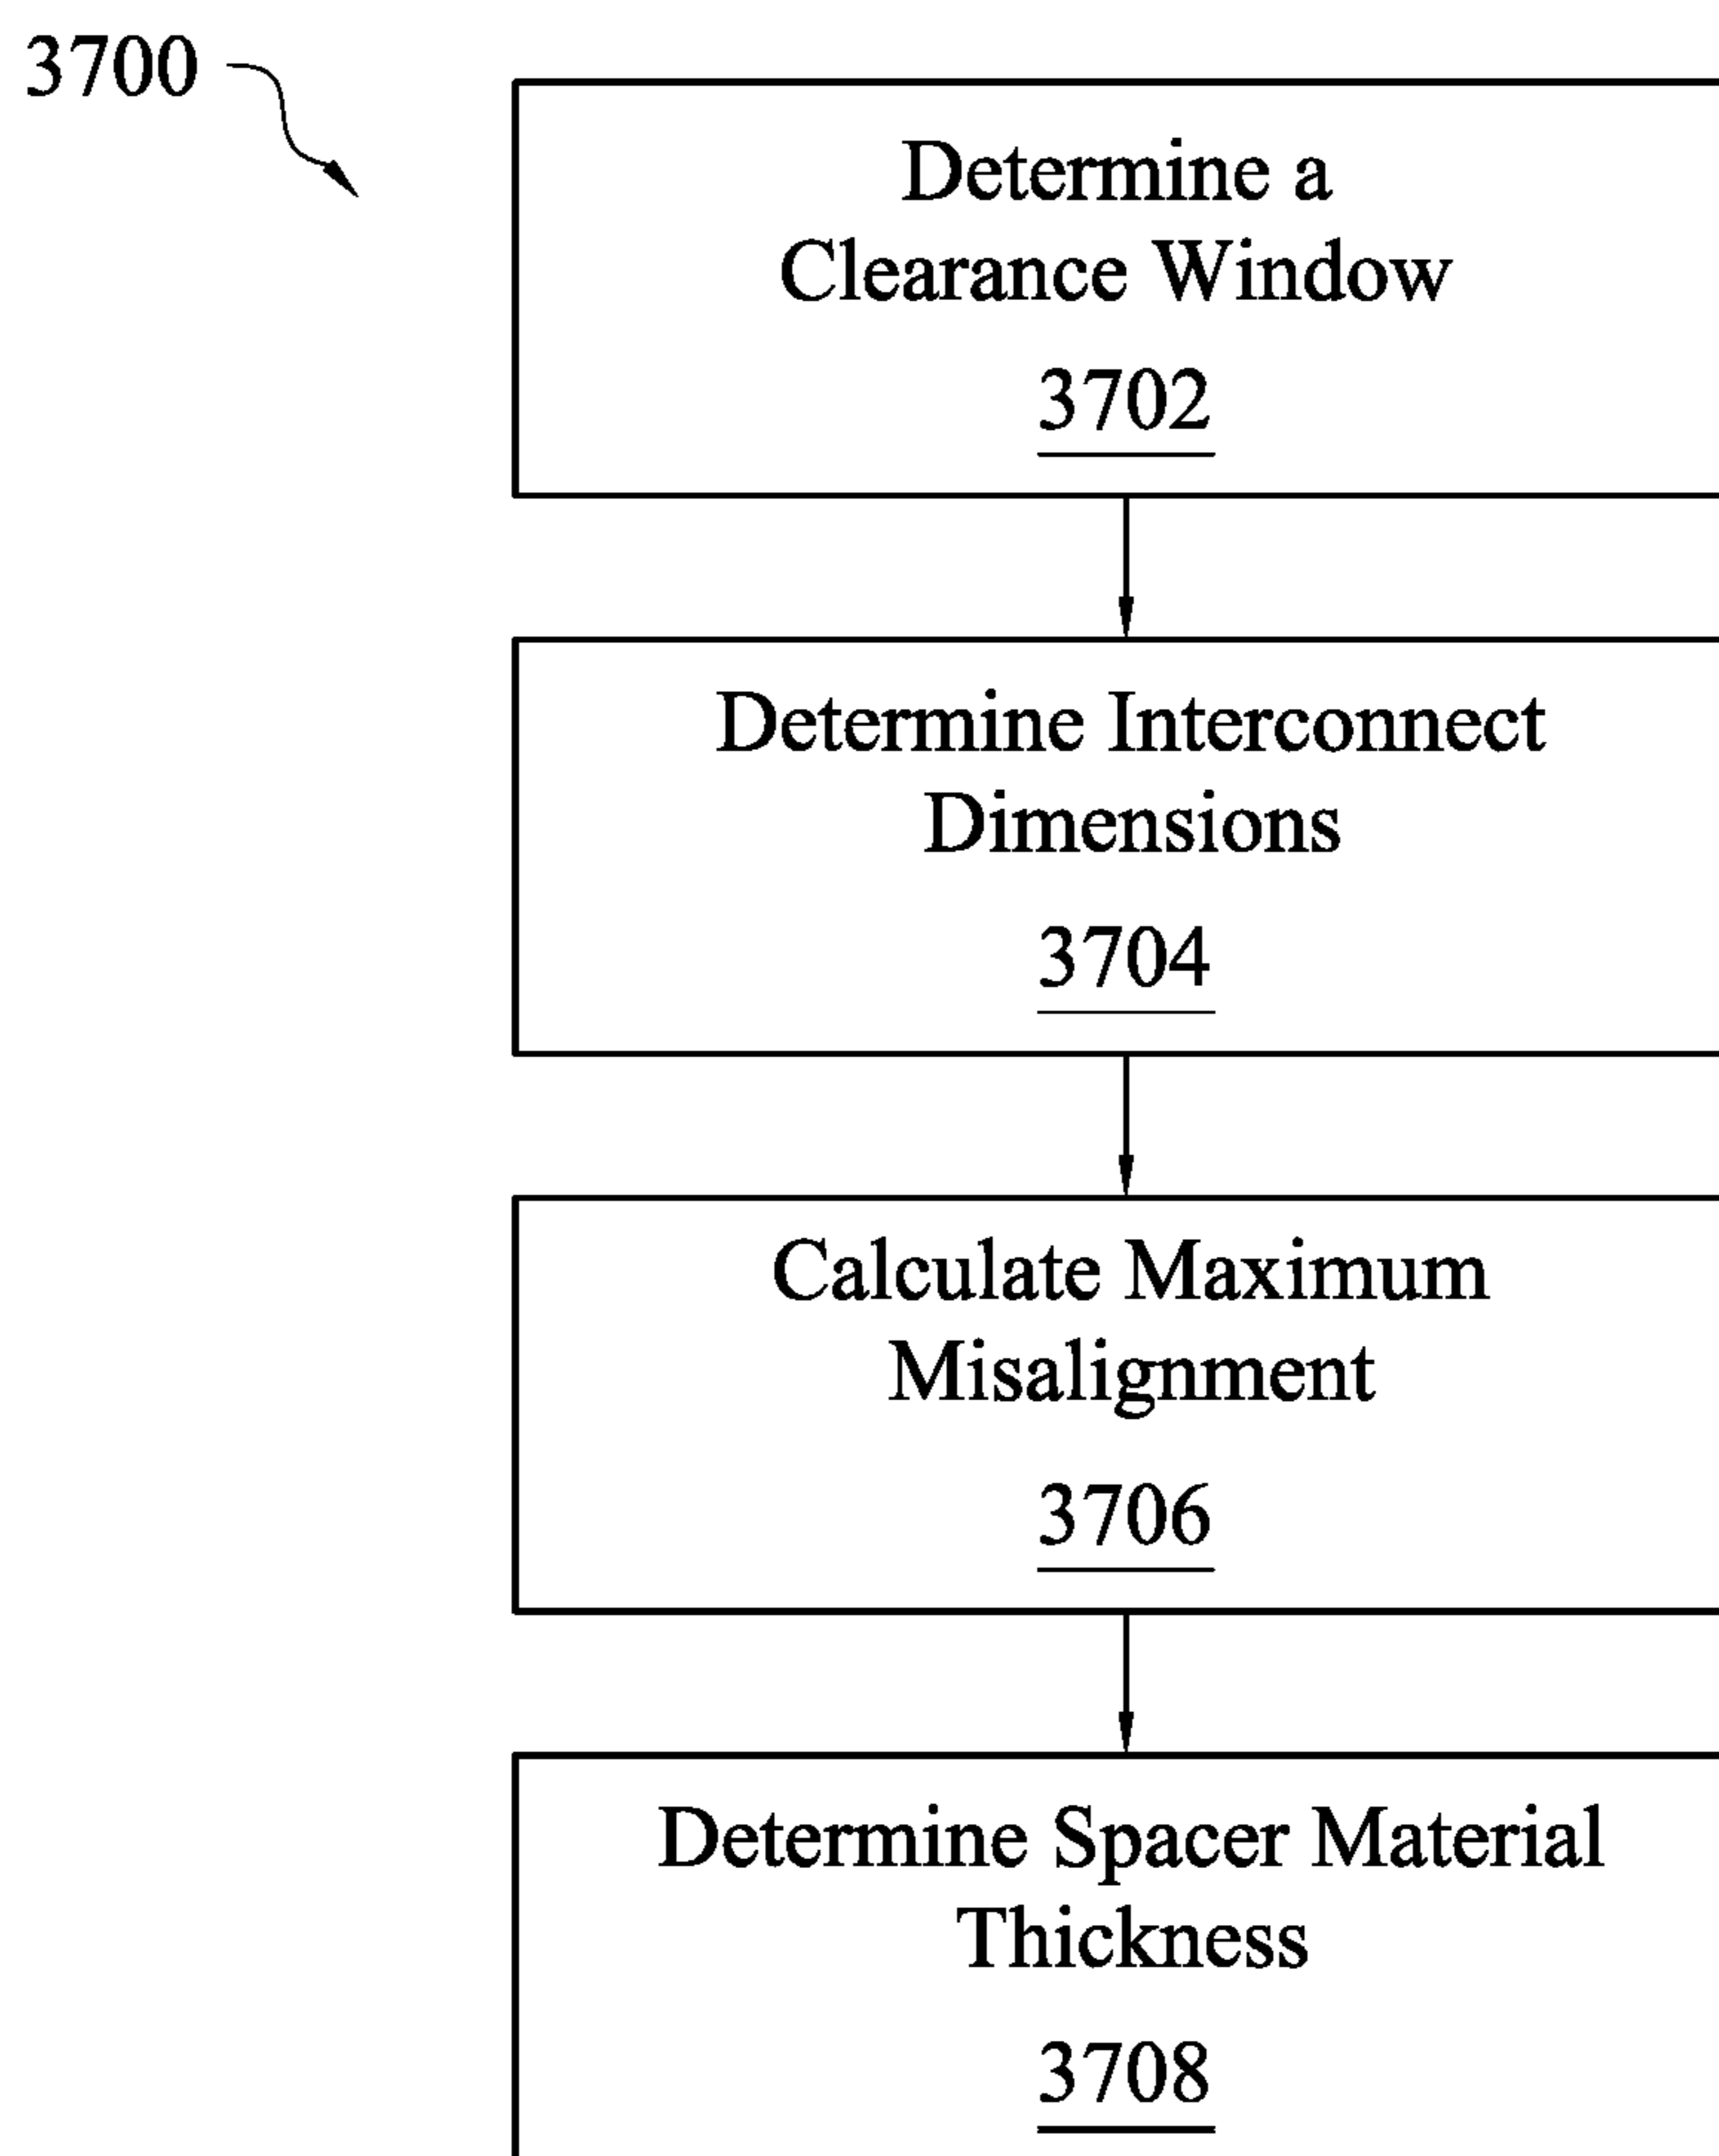 3700
Determine a
Clearance Window
3702
Determine Interconnect
Dimensions
3704
Calculate Maximum
Misalignment
3706
Determine Spacer Material
Thickness
3708